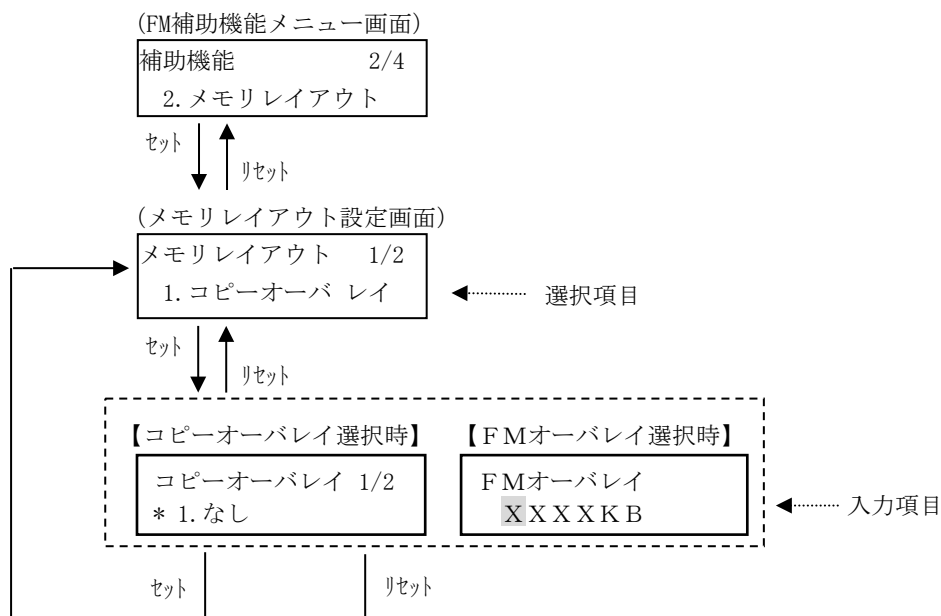 (FM補助機能メニュー画面)
補助機能 2/4
2.メモリレイアウト
セット
リセット
(メモリレイアウト設定画面)
メモリレイアウト 1/2
1.コピーオーバ レイ
選択項目
セット
リセット
【コピーオーバレイ選択時】 【FMオーバレイ選択時】
コピーオーバレイ 1/2 FMオーバレイ
* 1.なし XXXXKB
入力項目
セット リセット